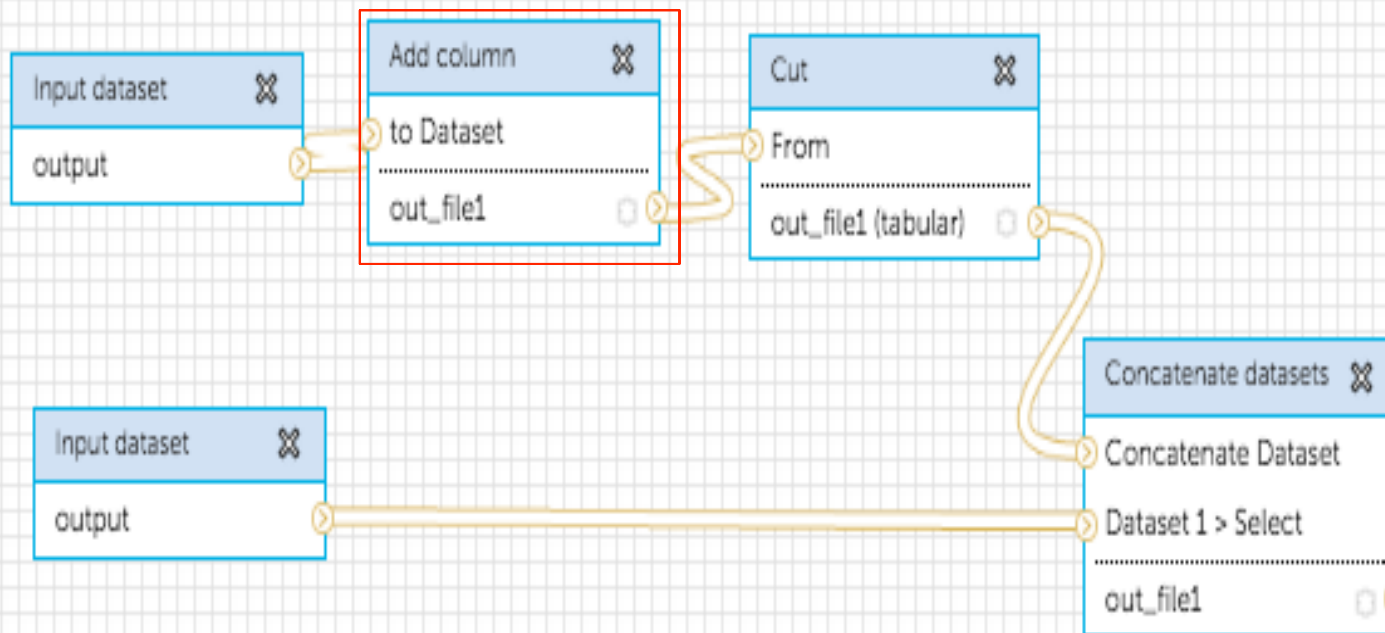 Input dataset
output
Add column
to Dataset
out_file1
Cut
From
out_file1 (tabular)
Input dataset
output
Concatenate datasets
Concatenate Dataset
Dataset 1 > Select
out_file1